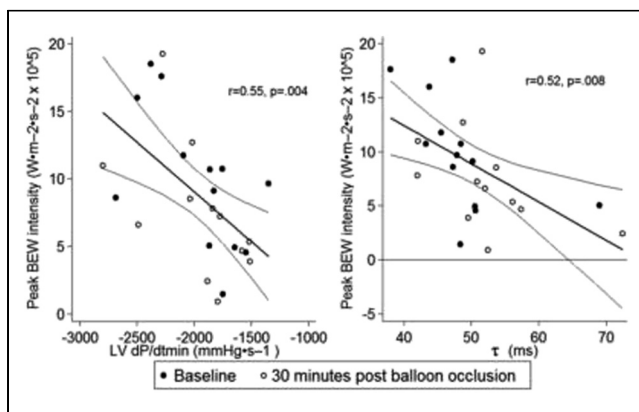 Peak BEW intensity (W•m–2•s–2 x 10^5)
20
15
10
5
0
r=0.55, p=.004
-3000 -2500 -2000 -1500 -1000
LV dP/dtmin (mmHg•s–1 )
Peak BEW intensity (W•m–2•s–2 x 10^5)
20
15
10
5
0
-5
r=0.52, p=.008
40 50 60 70
τ (ms)
● Baseline ○ 30 minutes post balloon occlusion